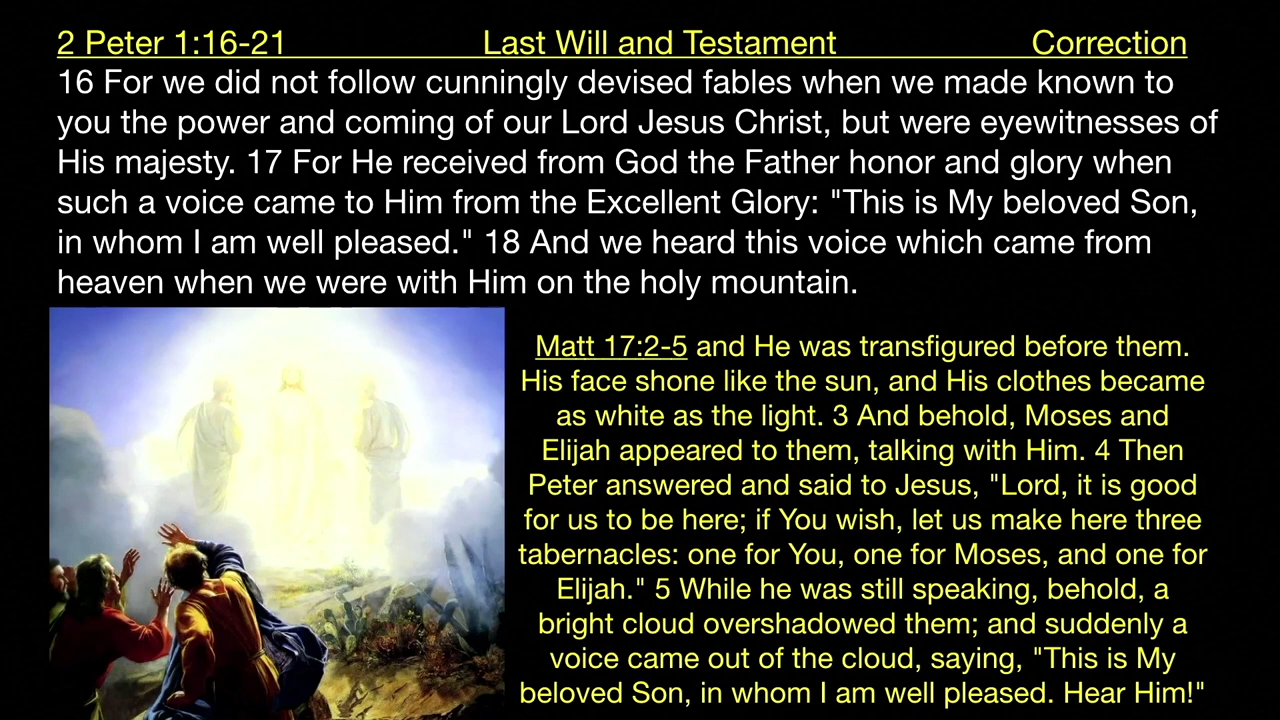 2 Peter 1:16-21 Last Will and Testament Correction
16 For we did not follow cunningly devised fables when we made known to
you the power and coming of our Lord Jesus Christ, but were eyewitnesses of
His majesty. 17 For He received from God the Father honor and glory when
such a voice came to Him from the Excellent Glory: "This is My beloved Son,
in whom I am well pleased." 18 And we heard this voice which came from
heaven when we were with Him on the holy mountain.
Matt 17:2-5 and He was transfigured before them.
His face shone like the sun, and His clothes became
as white as the light. 3 And behold, Moses and
Elijah appeared to them, talking with Him. 4 Then
Peter answered and said to Jesus, "Lord, it is good
for us to be here; if You wish, let us make here three
tabernacles: one for You, one for Moses, and one for
Elijah." 5 While he was still speaking, behold, a
bright cloud overshadowed them; and suddenly a
voice came out of the cloud, saying, "This is My
beloved Son, in whom I am well pleased. Hear Him!"